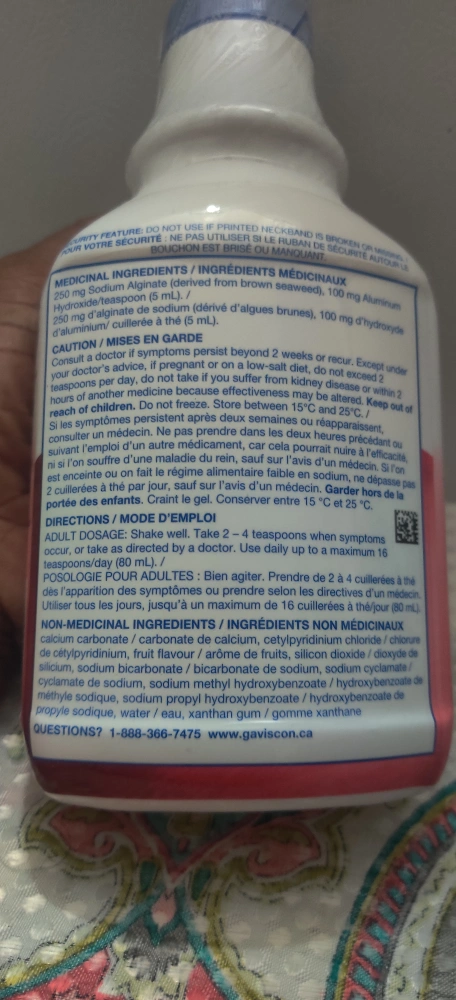 SECURITY FEATURE: DO NOT USE IF PRINTED NECKBAND IS BROKEN OR MISSING. /
POUR VOTRE SÉCURITÉ : NE PAS UTILISER SI LE RUBAN DE SÉCURITÉ AUTOUR DU
BOUCHON EST BRISÉ OU MANQUANT.
MEDICINAL INGREDIENTS / INGRÉDIENTS MÉDICINAUX
250 mg Sodium Alginate (derived from brown seaweed), 100 mg Aluminum
Hydroxide/teaspoon (5 mL). /
250 mg d'alginate de sodium (dérivé d'algues brunes), 100 mg d'hydroxyde
d'aluminium/ cuillerée à thé (5 mL).
CAUTION / MISES EN GARDE
Consult a doctor if symptoms persist beyond 2 weeks or recur. Except under
your doctor's advice, if pregnant or on a low-salt diet, do not exceed 2
teaspoons per day, do not take if you suffer from kidney disease or within 2
hours of another medicine because effectiveness may be altered. Keep out of
reach of children. Do not freeze. Store between 15°C and 25°C. /
Si les symptômes persistent après deux semaines ou réapparaissent,
consulter un médecin. Ne pas prendre dans les deux heures précédant ou
suivant l'emploi d'un autre médicament, car cela pourrait nuire à l'efficacité,
ni si l'on souffre d'une maladie du rein, sauf sur l'avis d'un médecin. Si l'on
est enceinte ou on fait le régime alimentaire faible en sodium, ne dépasse pas
2 cuillerées à thé par jour, sauf sur l'avis d'un médecin. Garder hors de la
portée des enfants. Craint le gel. Conserver entre 15 °C et 25 °C.
DIRECTIONS / MODE D'EMPLOI
ADULT DOSAGE: Shake well. Take 2 – 4 teaspoons when symptoms
occur, or take as directed by a doctor. Use daily up to a maximum 16
teaspoons/day (80 mL). /
POSOLOGIE POUR ADULTES : Bien agiter. Prendre de 2 à 4 cuillerées à thé
dès l'apparition des symptômes ou prendre selon les directives d'un médecin.
Utiliser tous les jours, jusqu'à un maximum de 16 cuillerées à thé/jour (80 mL).
NON-MEDICINAL INGREDIENTS / INGRÉDIENTS NON MÉDICINAUX
calcium carbonate / carbonate de calcium, cetylpyridinium chloride / chlorure
de cétylpyridinium, fruit flavour / arôme de fruits, silicon dioxide / dioxyde de
silicium, sodium bicarbonate / bicarbonate de sodium, sodium cyclamate /
cyclamate de sodium, sodium methyl hydroxybenzoate / hydroxybenzoate de
méthyle sodique, sodium propyl hydroxybenzoate / hydroxybenzoate de
propyle sodique, water / eau, xanthan gum / gomme xanthane
QUESTIONS? 1-888-366-7475 www.gaviscon.ca